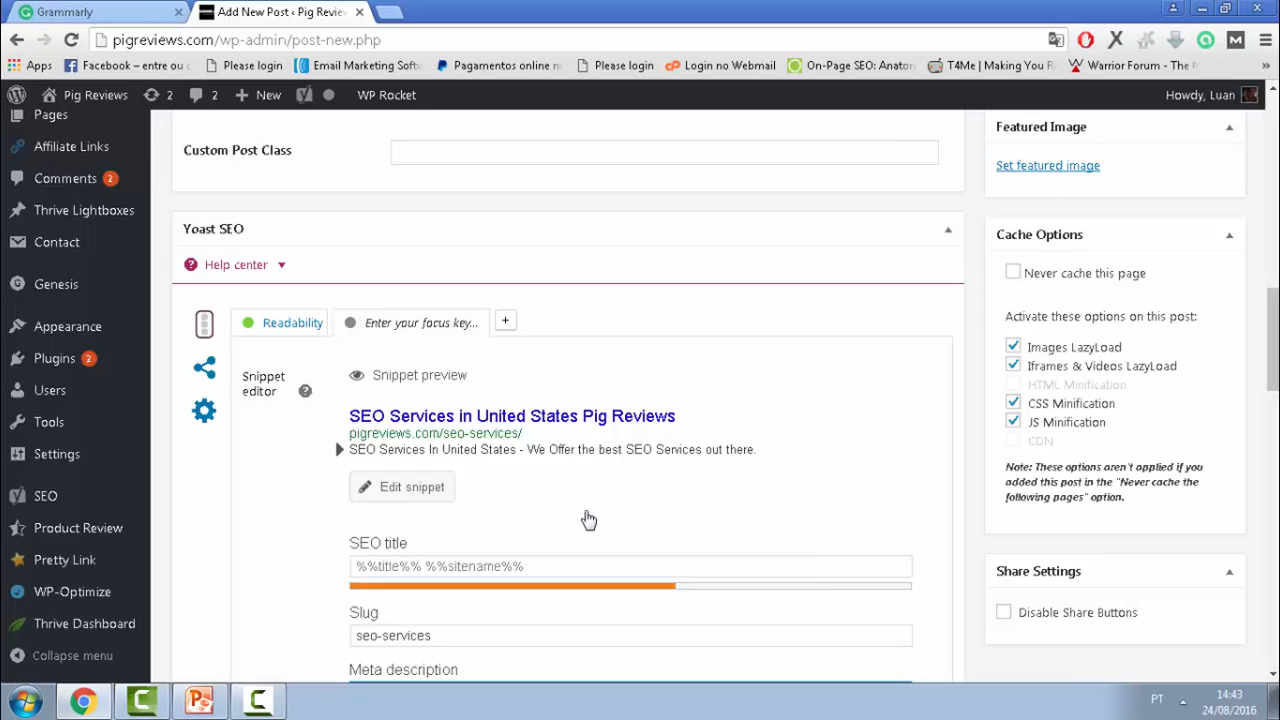 Grammarly
Add New Post ‹ Pig Review
pigreviews.com/wp-admin/post-new.php
Apps
Facebook – entre ou
Please login
Email Marketing Softw
Pagamentos online n
Please login
Login no Webmail
On-Page SEO: Anaton
T4Me | Making You R
Warrior Forum - The #
»
Pig Reviews
2
2
New
WP Rocket
Howdy, Luan
Pages
Affiliate Links
Comments 2
Thrive Lightboxes
Contact
Genesis
Appearance
Plugins 2
Users
Tools
Settings
SEO
Product Review
Pretty Link
WP-Optimize
Thrive Dashboard
Collapse menu
Custom Post Class
Yoast SEO
Help center
Readability
Enter your focus key...
+
Snippet
editor
Snippet preview
SEO Services in United States Pig Reviews
pigreviews.com/seo-services/
SEO Services In United States - We Offer the best SEO Services out there.
Edit snippet
SEO title
%%title%% %%sitename%%
Slug
seo-services
Meta description
Featured Image
Set featured image
Cache Options
Never cache this page
Activate these options on this post:
Images LazyLoad
Iframes & Videos LazyLoad
HTML Minification
CSS Minification
JS Minification
CDN
Note: These options aren't applied if you
added this post in the "Never cache the
following pages" option.
Share Settings
Disable Share Buttons
PT
14:43
24/08/2016